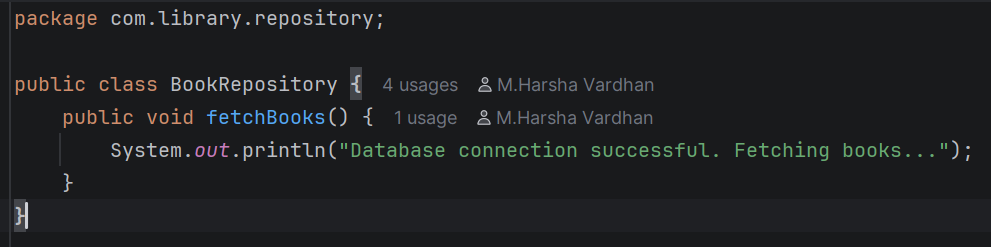 package com.library.repository;
public class BookRepository { 4 usages M.Harsha Vardhan
    public void fetchBooks() { 1 usage M.Harsha Vardhan
        System.out.println("Database connection successful. Fetching books...");
    }
}